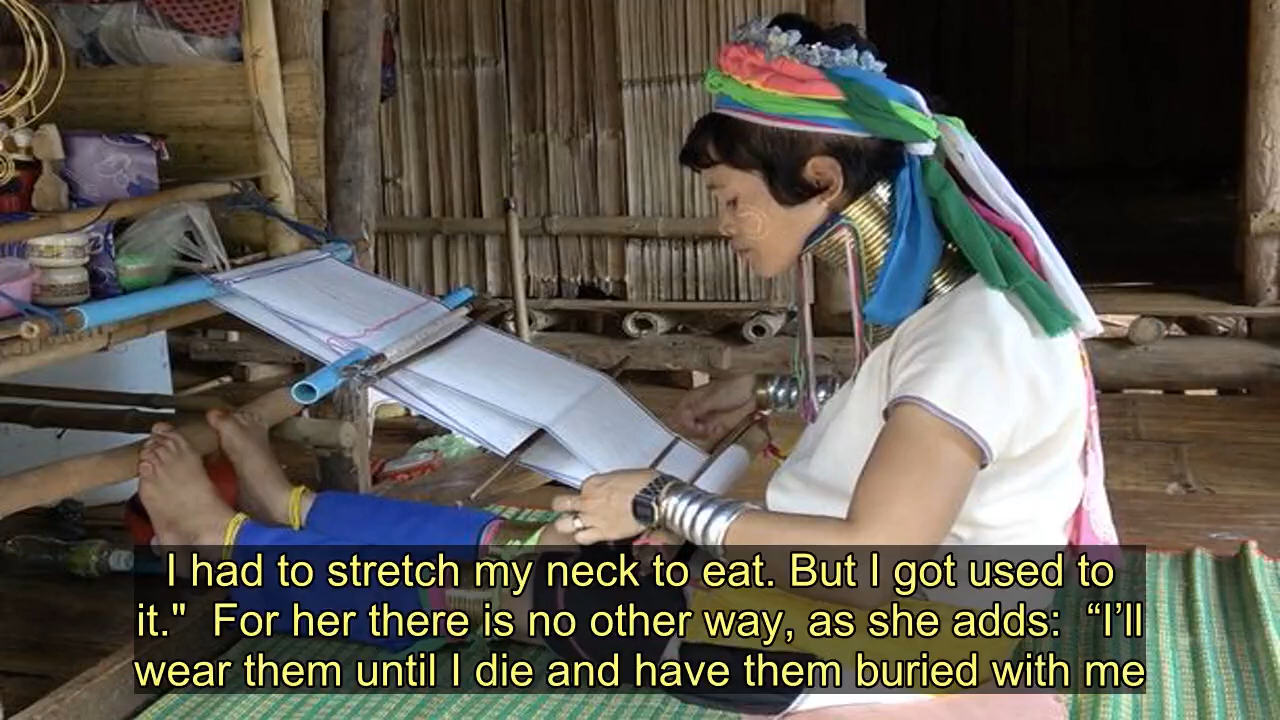 I had to stretch my neck to eat. But I got used to
it."  For her there is no other way, as she adds:  “I’ll
wear them until I die and have them buried with me